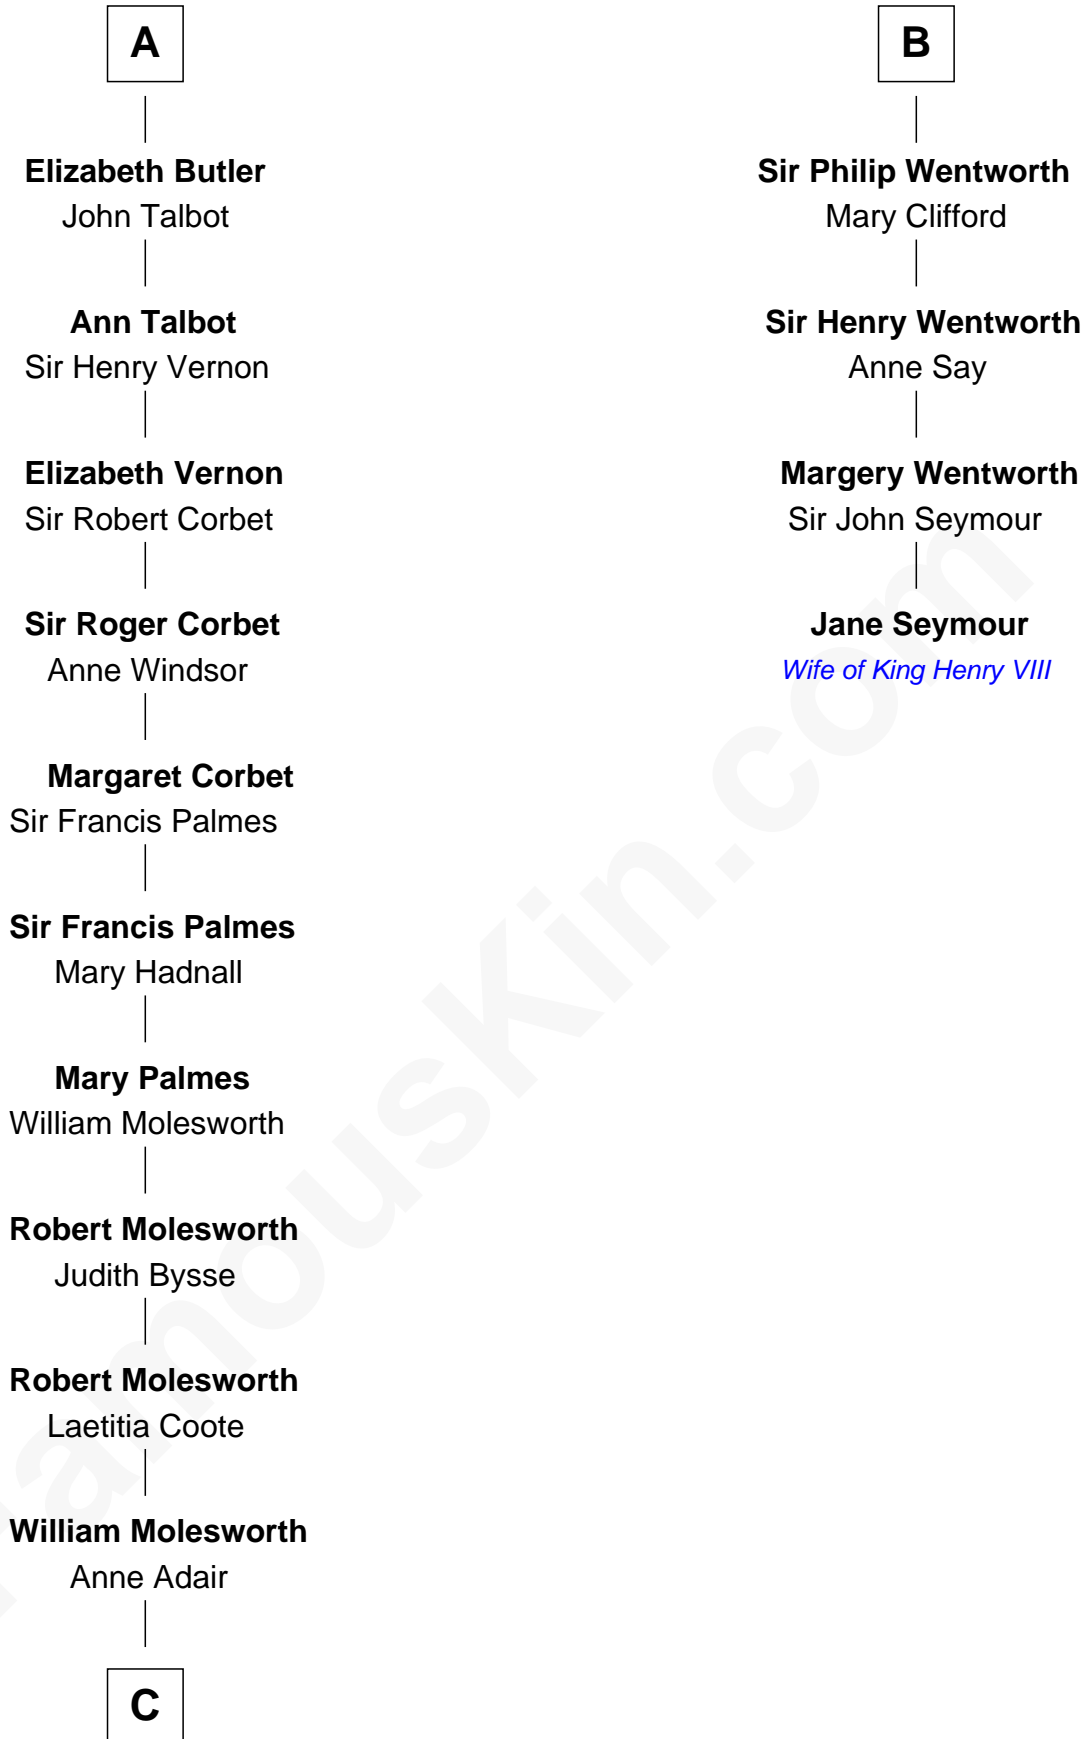 A
Elizabeth Butler
John Talbot
Ann Talbot
Sir Henry Vernon
Elizabeth Vernon
Sir Robert Corbet
Sir Roger Corbet
Anne Windsor
Margaret Corbet
Sir Francis Palmes
Sir Francis Palmes
Mary Hadnall
Mary Palmes
William Molesworth
Robert Molesworth
Judith Bysse
Robert Molesworth
Laetitia Coote
William Molesworth
Anne Adair
C
B
Sir Philip Wentworth
Mary Clifford
Sir Henry Wentworth
Anne Say
Margery Wentworth
Sir John Seymour
Jane Seymour
Wife of King Henry VIII
FamousKin.com